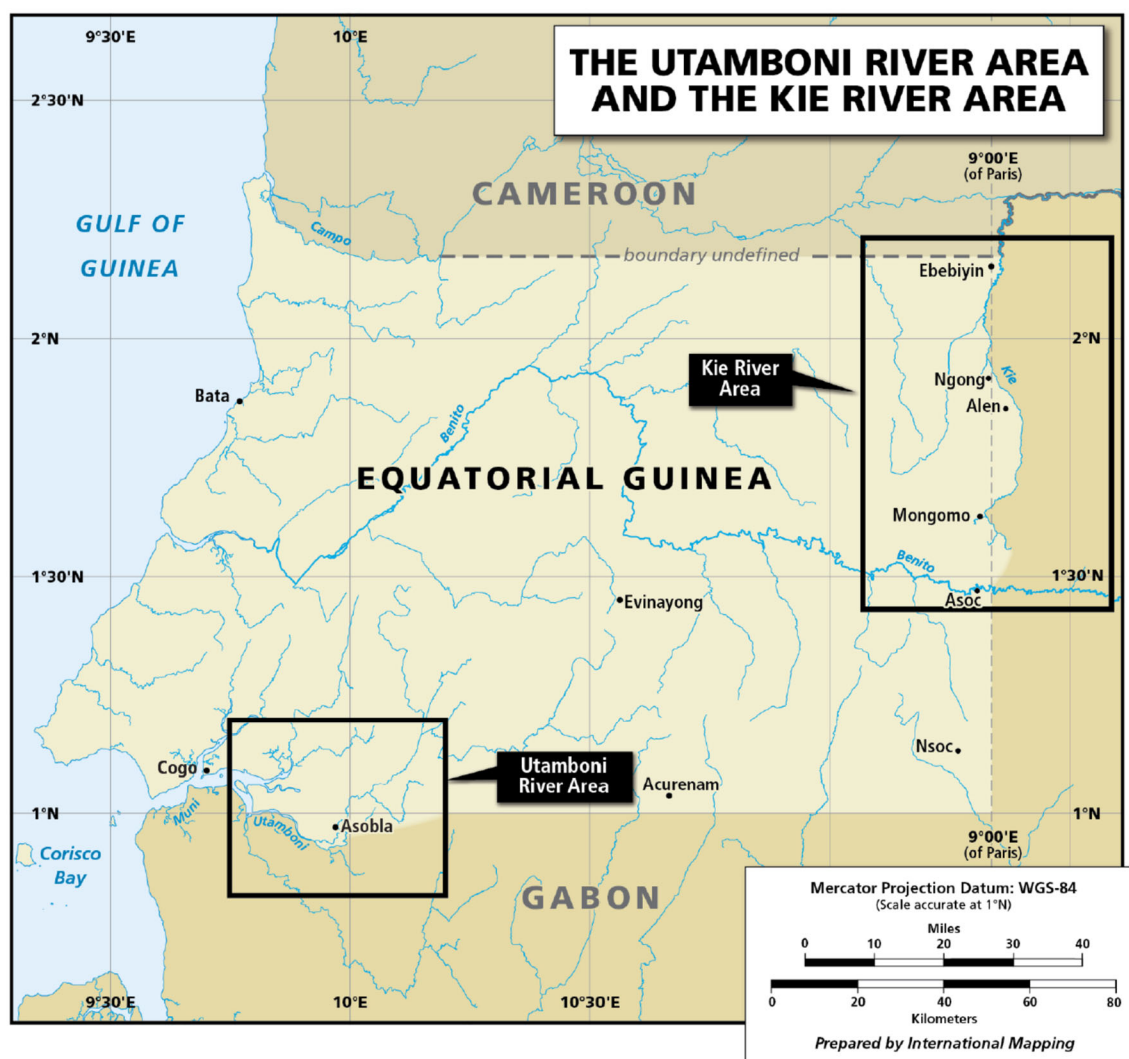 9°30'E
10°E
THE UTAMBONI RIVER AREA
AND THE KIE RIVER AREA
2°30'N
9°00'E
(of Paris)
CAMEROON
GULF OF
GUINEA
Campo
boundary undefined
Ebebiyin
2°N
2°N
Kie River
Area
Ngong
Kie
Alen
Bata
Benito
EQUATORIAL GUINEA
Mongomo
Benito
1°30'N
1°30'N
Asoc
Evinayong
Nsoc
Cogo
Utamboni
River Area
Acurenam
Muni
1°N
Utamboni
Asobla
1°N
9°00'E
(of Paris)
Corisco
Bay
GABON
9°30'E
10°E
10°30'E
Mercator Projection Datum: WGS-84
(Scale accurate at 1°N)
Miles
0 10 20 30 40
0 20 40 60 80
Kilometers
Prepared by International Mapping